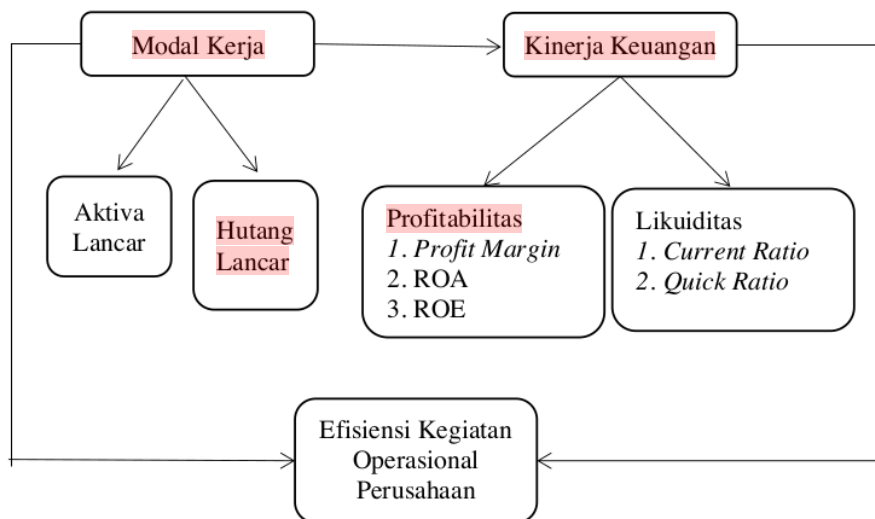 Modal Kerja
Kinerja Keuangan
Aktiva
Lancar
Hutang
Lancar
Profitabilitas
1. Profit Margin
2. ROA
3. ROE
Likuiditas
1. Current Ratio
2. Quick Ratio
Efisiensi Kegiatan
Operasional
Perusahaan